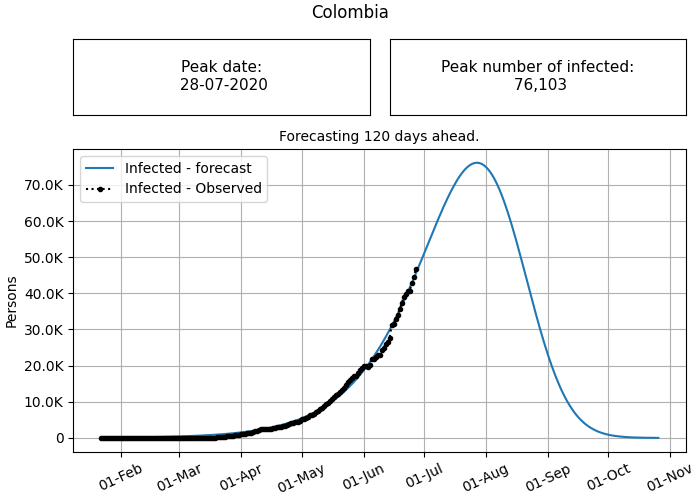 Colombia
Peak date:
28-07-2020
Peak number of infected:
76,103
Forecasting 120 days ahead.
Infected - forecast
Infected - Observed
Persons
70.0K
60.0K
50.0K
40.0K
30.0K
20.0K
10.0K
0
01-Feb
01-Mar
01-Apr
01-May
01-Jun
01-Jul
01-Aug
01-Sep
01-Oct
01-Nov